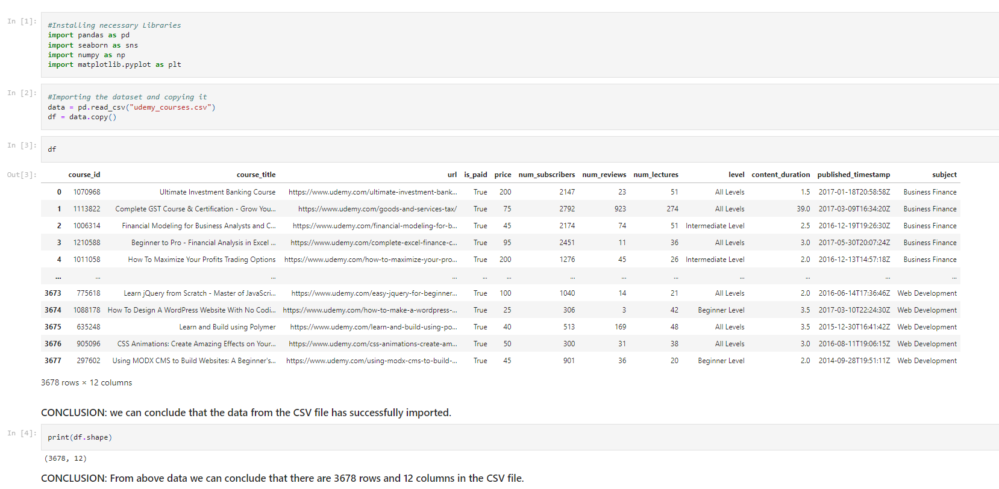 In [1]:
#Installing necessary Libraries
import pandas as pd
import seaborn as sns
import numpy as np
import matplotlib.pyplot as plt
In [2]:
#Importing the dataset and copying it
data = pd.read_csv("udemy_courses.csv")
df = data.copy()
In [3]:
df
Out[3]:
course_id course_title url is_paid price num_subscribers num_reviews num_lectures level content_duration published_timestamp subject
0 1070968 Ultimate Investment Banking Course https://www.udemy.com/ultimate-investment-bank... True 200 2147 23 51 All Levels 1.5 2017-01-18T20:58:58Z Business Finance
1 1113822 Complete GST Course & Certification - Grow You... https://www.udemy.com/goods-and-services-tax/ True 75 2792 923 274 All Levels 39.0 2017-03-09T16:34:20Z Business Finance
2 1006314 Financial Modeling for Business Analysts and C... https://www.udemy.com/financial-modeling-for-b... True 45 2174 74 51 Intermediate Level 2.5 2016-12-19T19:26:30Z Business Finance
3 1210588 Beginner to Pro - Financial Analysis in Excel ... https://www.udemy.com/complete-excel-finance-c... True 95 2451 11 36 All Levels 3.0 2017-05-30T20:07:24Z Business Finance
4 1011058 How To Maximize Your Profits Trading Options https://www.udemy.com/how-to-maximize-your-pro... True 200 1276 45 26 Intermediate Level 2.0 2016-12-13T14:57:18Z Business Finance
... ... ... ... ... ... ... ... ... ... ... ... ...
3673 775618 Learn jQuery from Scratch - Master of JavaScri... https://www.udemy.com/easy-jquery-for-beginner... True 100 1040 14 21 All Levels 2.0 2016-06-14T17:36:46Z Web Development
3674 1088178 How To Design A WordPress Website With No Codi... https://www.udemy.com/how-to-make-a-wordpress-... True 25 306 3 42 Beginner Level 3.5 2017-03-10T22:24:30Z Web Development
3675 635248 Learn and Build using Polymer https://www.udemy.com/learn-and-build-using-po... True 40 513 169 48 All Levels 3.5 2015-12-30T16:41:42Z Web Development
3676 905096 CSS Animations: Create Amazing Effects on Your... https://www.udemy.com/css-animations-create-am... True 50 300 31 38 All Levels 3.0 2016-08-11T19:06:15Z Web Development
3677 297602 Using MODX CMS to Build Websites: A Beginner's... https://www.udemy.com/using-modx-cms-to-build-... True 45 901 36 20 Beginner Level 2.0 2014-09-28T19:51:11Z Web Development
3678 rows × 12 columns
CONCLUSION: we can conclude that the data from the CSV file has successfully imported.
In [4]:
print(df.shape)
(3678, 12)
CONCLUSION: From above data we can conclude that there are 3678 rows and 12 columns in the CSV file.